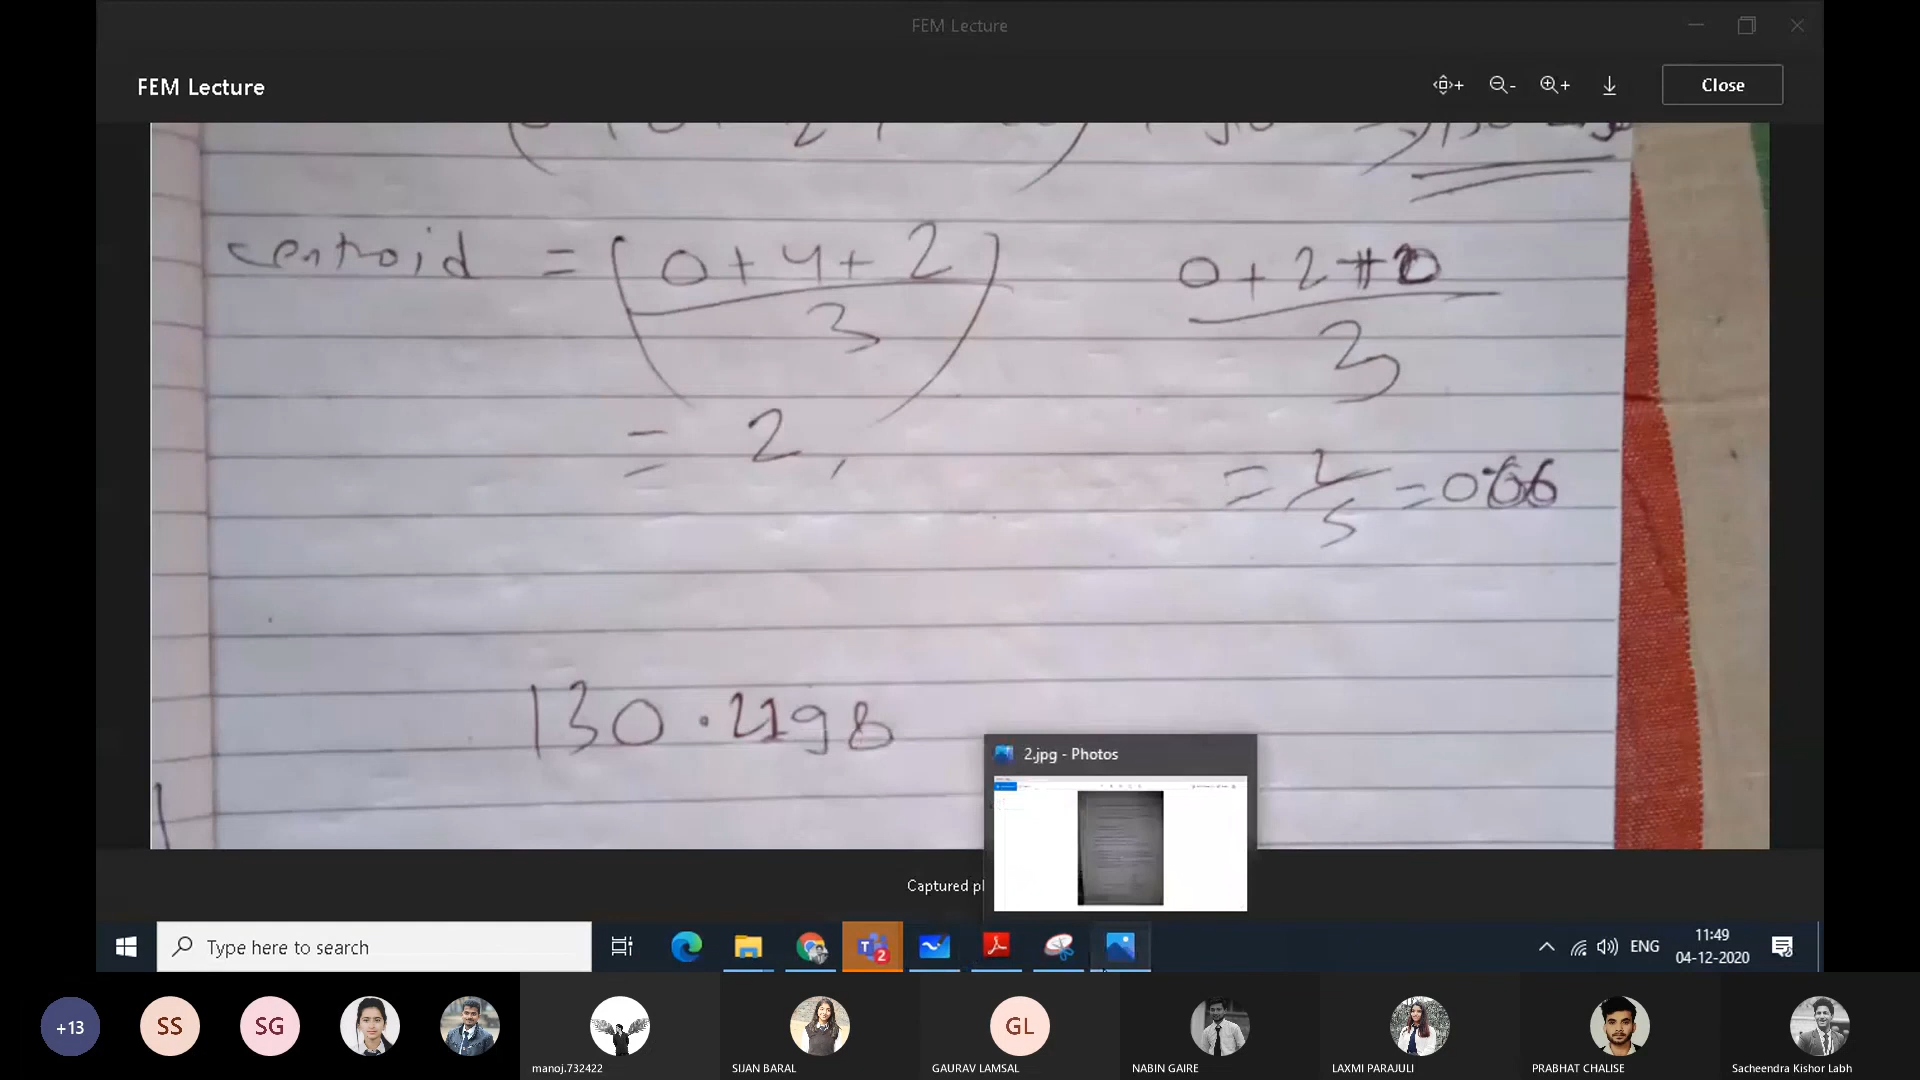 FEM Lecture
FEM Lecture
Close
centroid = (0+4+2/3) 0+2+0/3
= 2, = 2/3 = 0.66
130.2198
2.jpg - Photos
Captured
Type here to search
2
ENG
11:49
04-12-2020
+13
SS
SG
GL
manoj.732422
SIJAN BARAL
GAURAV LAMSAL
NABIN GAIRE
LAXMI PARAJULI
PRABHAT CHALISE
Sacheendra Kishor Labh